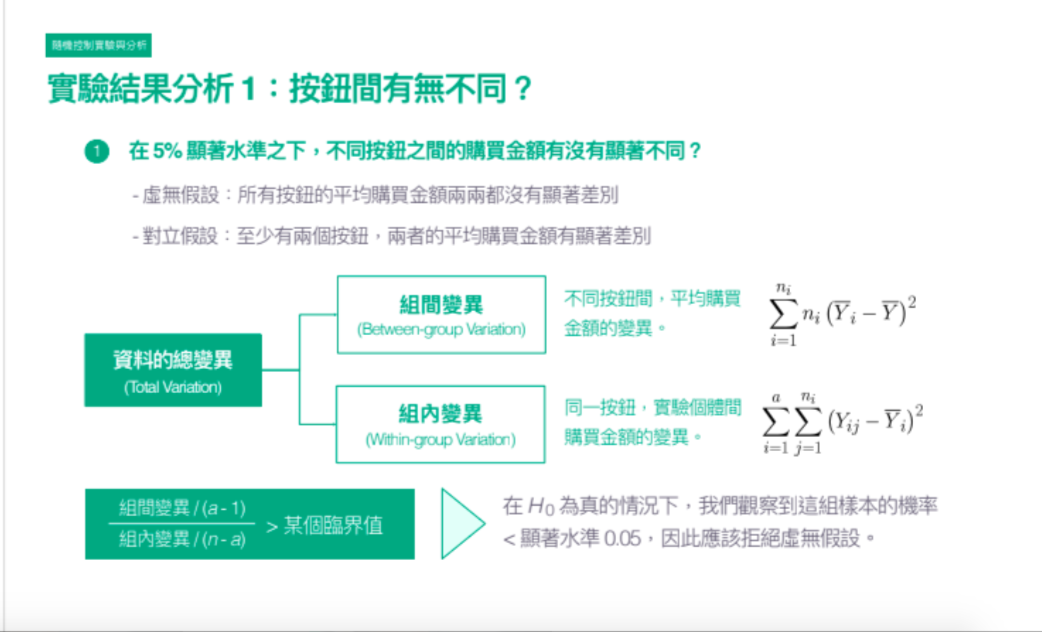 隨機控制實驗與分析
實驗結果分析 1：按鈕間有無不同？
1 在 5% 顯著水準之下，不同按鈕之間的購買金額有沒有顯著不同？
- 虛無假設：所有按鈕的平均購買金額兩兩都沒有顯著差別
- 對立假設：至少有兩個按鈕，兩者的平均購買金額有顯著差別
資料的總變異
(Total Variation)
組間變異
(Between-group Variation)
不同按鈕間，平均購買
金額的變異。
\sum_{i=1}^{n_i} n_i (\overline{Y}_i - \overline{Y})^2
組內變異
(Within-group Variation)
同一按鈕，實驗個體間
購買金額的變異。
\sum_{i=1}^{a} \sum_{j=1}^{n_i} (Y_{ij} - \overline{Y}_i)^2
組間變異 / (a - 1)
組內變異 / (n - a)
> 某個臨界值
在 H₀ 為真的情況下，我們觀察到這組樣本的機率
< 顯著水準 0.05，因此應該拒絕虛無假設。